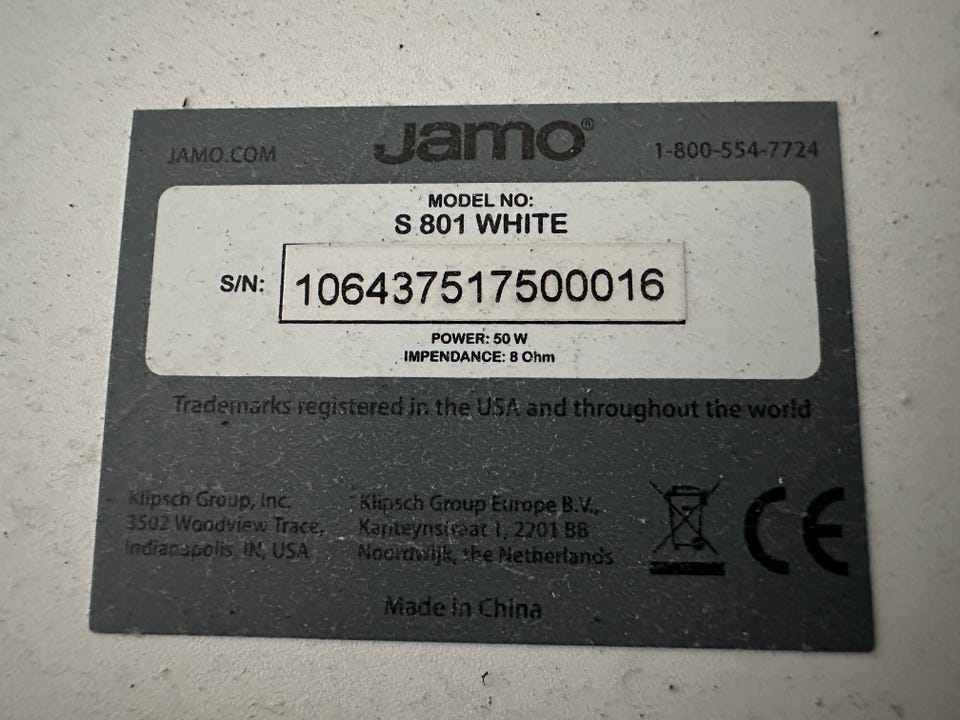 JAMO.COM
Jamo®
1-800-554-7724
MODEL NO:
S 801 WHITE
S/N: 106437517500016
POWER: 50 W
IMPENDANCE: 8 Ohm
Trademarks registered in the USA and throughout the world
Klipsch Group, Inc.
3502 Woodview Trace,
Indianapolis, IN, USA
Klipsch Group Europe B.V.,
Kapteynstraat 1, 2201 BB
Noordwijk, the Netherlands
CE
Made in China